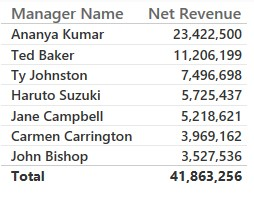 Manager Name Net Revenue
Ananya Kumar 23,422,500
Ted Baker 11,206,199
Ty Johnston 7,496,698
Haruto Suzuki 5,725,437
Jane Campbell 5,218,621
Carmen Carrington 3,969,162
John Bishop 3,527,536
Total 41,863,256